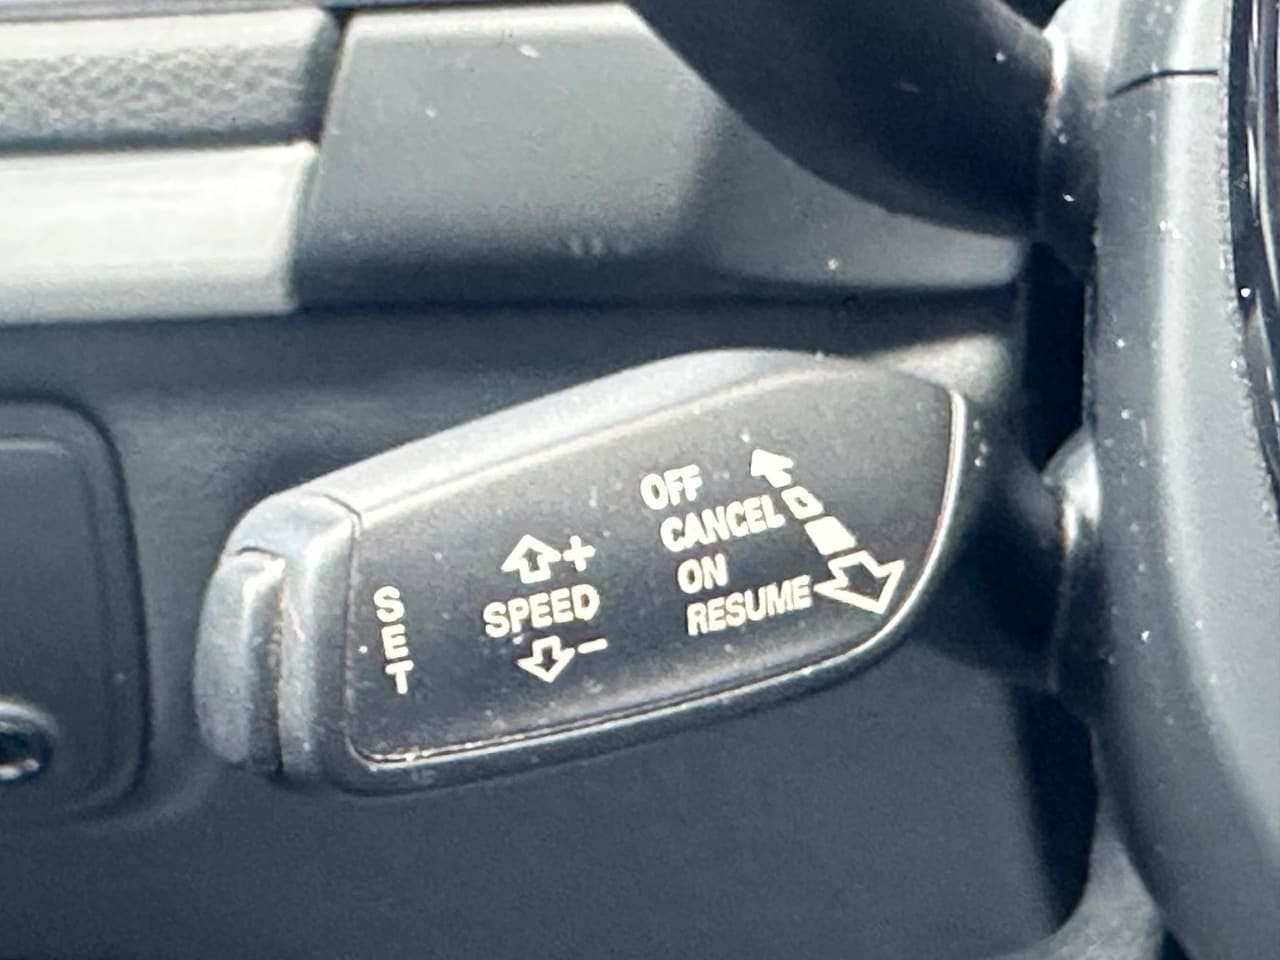 SET
+
SPEED
-
OFF
CANCEL
ON
RESUME